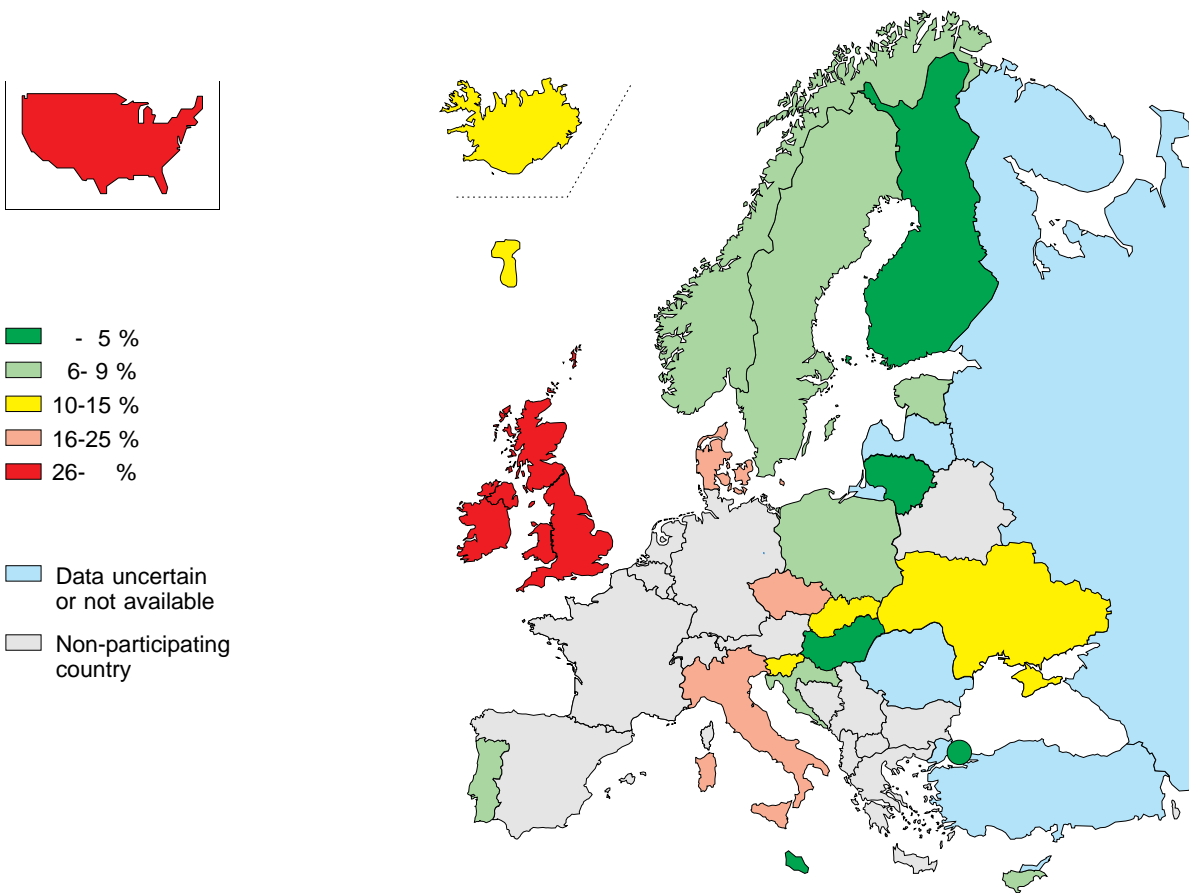 - 5 %
6- 9 %
10-15 %
16-25 %
26- %
Data uncertain
or not available
Non-participating
country